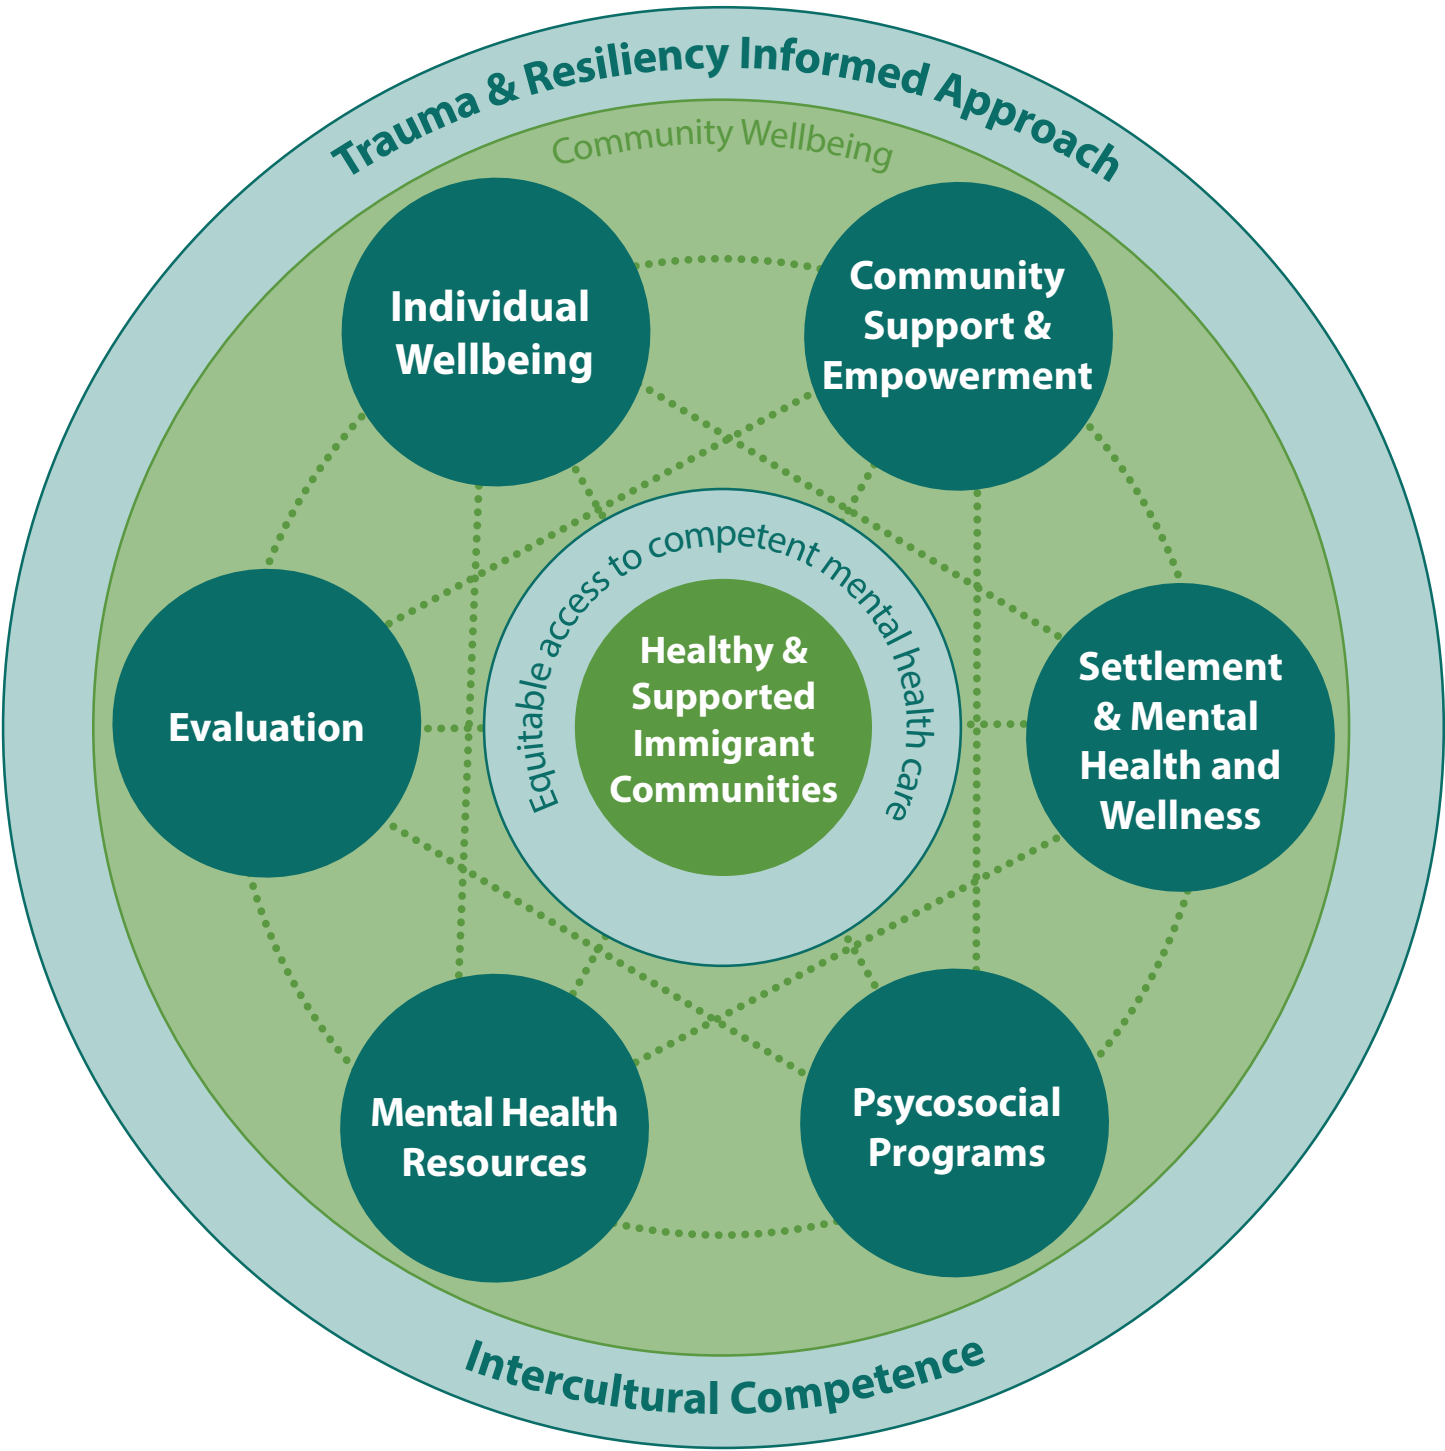 Trauma & Resiliency Informed Approach
Community Wellbeing
Individual
Wellbeing
Community
Support &
Empowerment
Equitable access to competent mental health care
Healthy &
Supported
Immigrant
Communities
Evaluation
Settlement
& Mental
Health and
Wellness
Mental Health
Resources
Psycosocial
Programs
Intercultural Competence